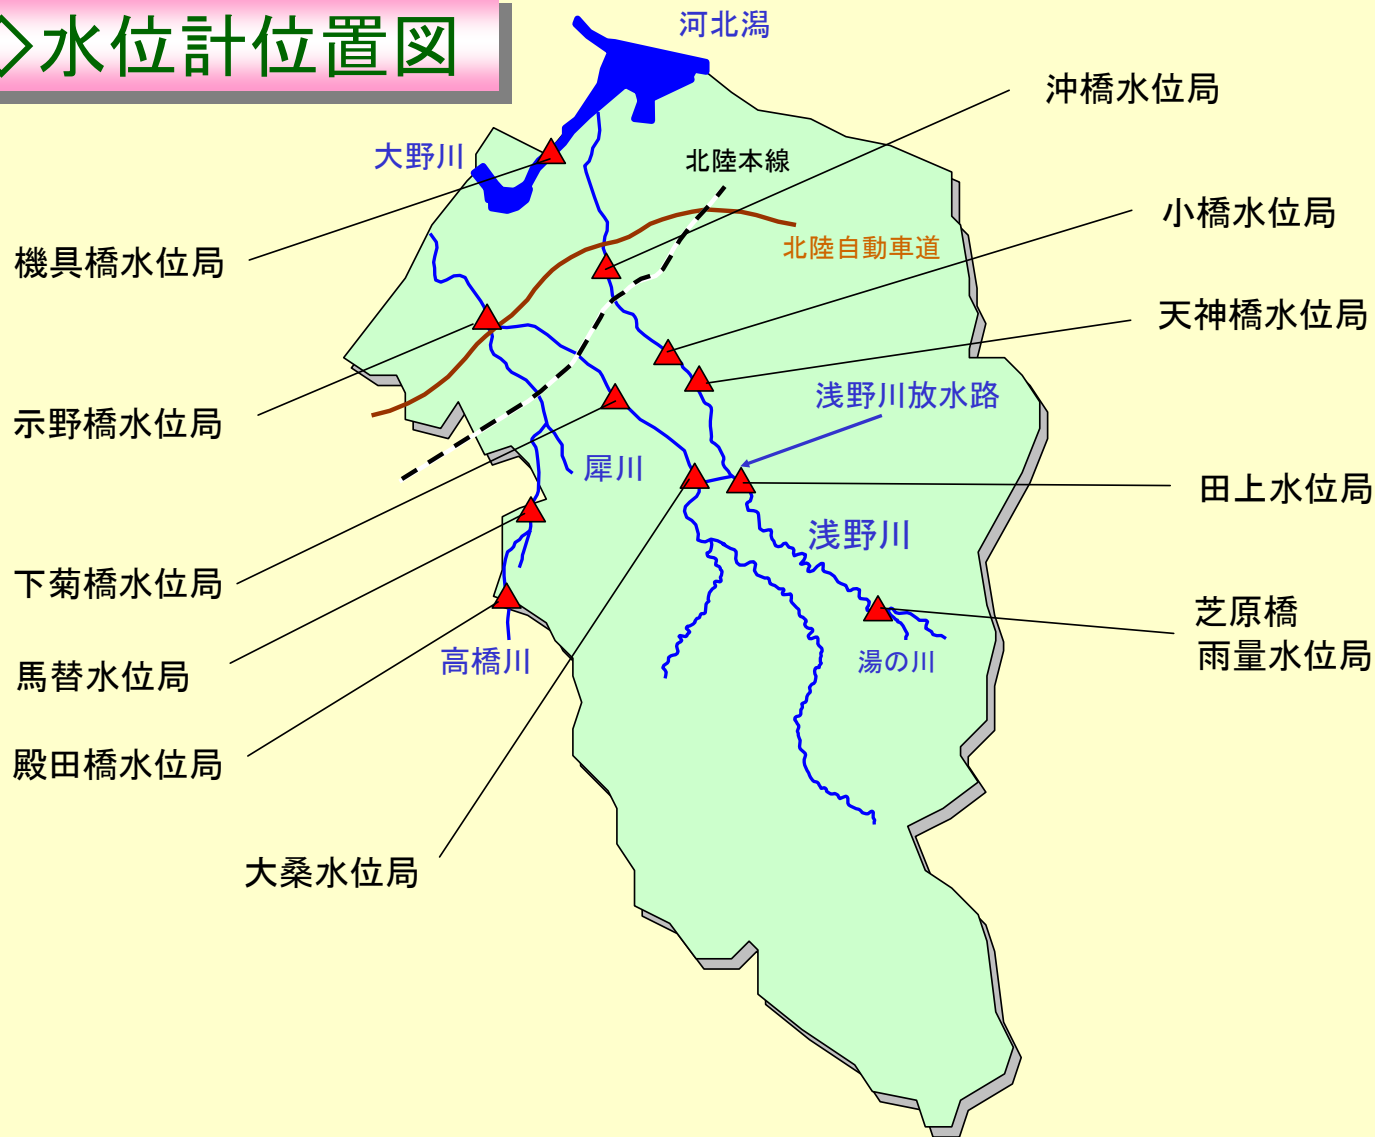 ◇水位計位置図
河北潟
沖橋水位局
大野川
北陸本線
小橋水位局
北陸自動車道
機具橋水位局
天神橋水位局
浅野川放水路
示野橋水位局
犀川
田上水位局
浅野川
下菊橋水位局
芝原橋
雨量水位局
馬替水位局
高橋川
湯の川
殿田橋水位局
大桑水位局